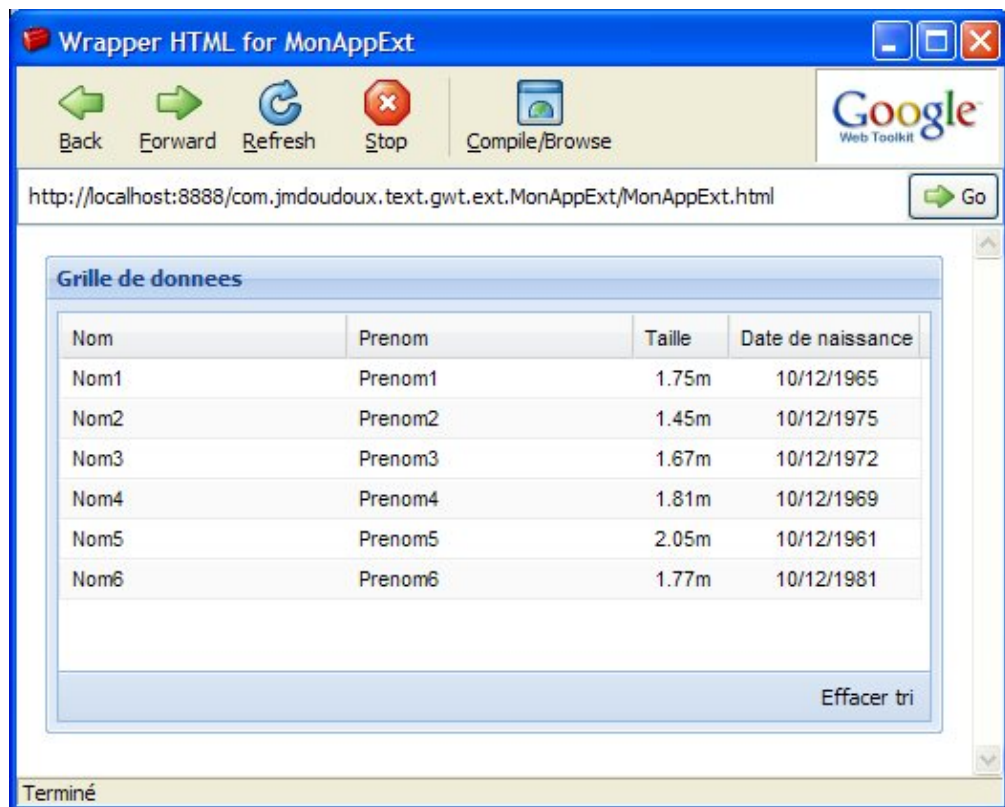 Wrapper HTML for MonAppExt
Back Forward Refresh Stop Compile/Browse
Google
Web Toolkit
http://localhost:8888/com.jmdoudoux.text.gwt.ext.MonAppExt/MonAppExt.html Go
Grille de donnees
Nom Prenom Taille Date de naissance
Nom1 Prenom1 1.75m 10/12/1965
Nom2 Prenom2 1.45m 10/12/1975
Nom3 Prenom3 1.67m 10/12/1972
Nom4 Prenom4 1.81m 10/12/1969
Nom5 Prenom5 2.05m 10/12/1961
Nom6 Prenom6 1.77m 10/12/1981
Effacer tri
Terminé